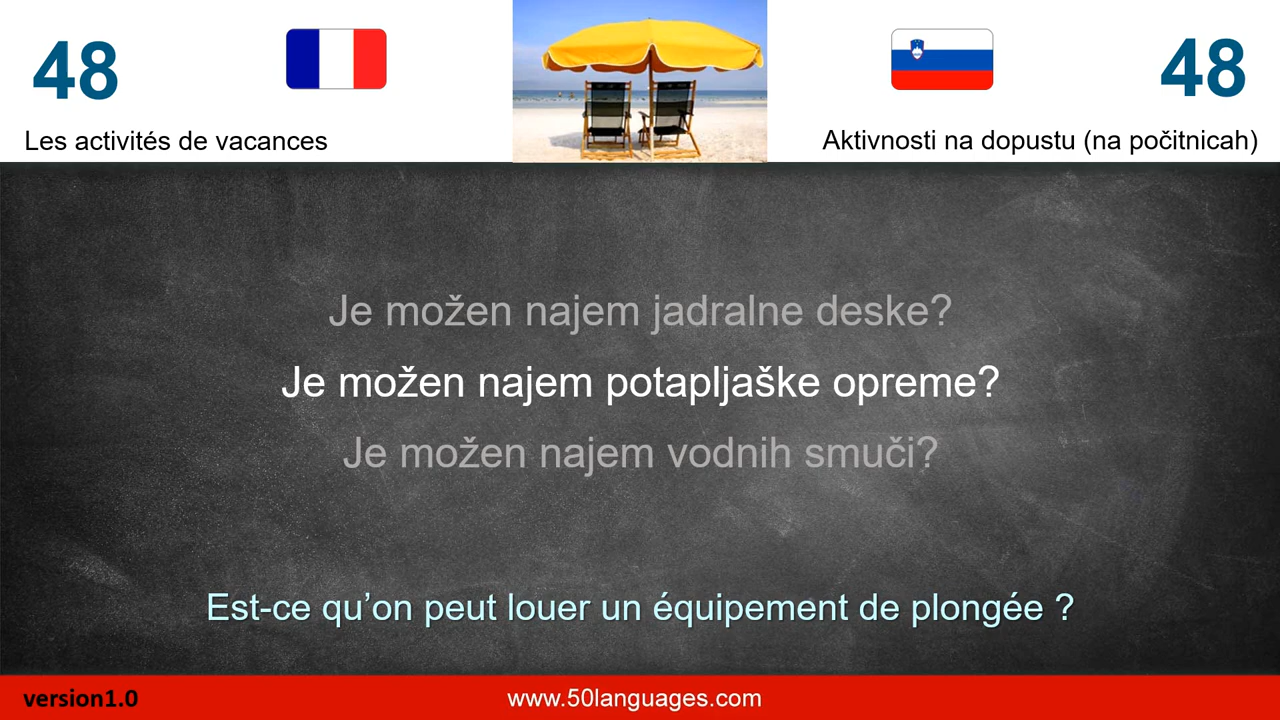 48
48
Les activités de vacances
Aktivnosti na dopustu (na počitnicah)
Je možen najem jadralne deske?
Je možen najem potapljaške opreme?
Je možen najem vodnih smuči?
Est-ce qu’on peut louer un équipement de plongée ?
version1.0
www.50languages.com